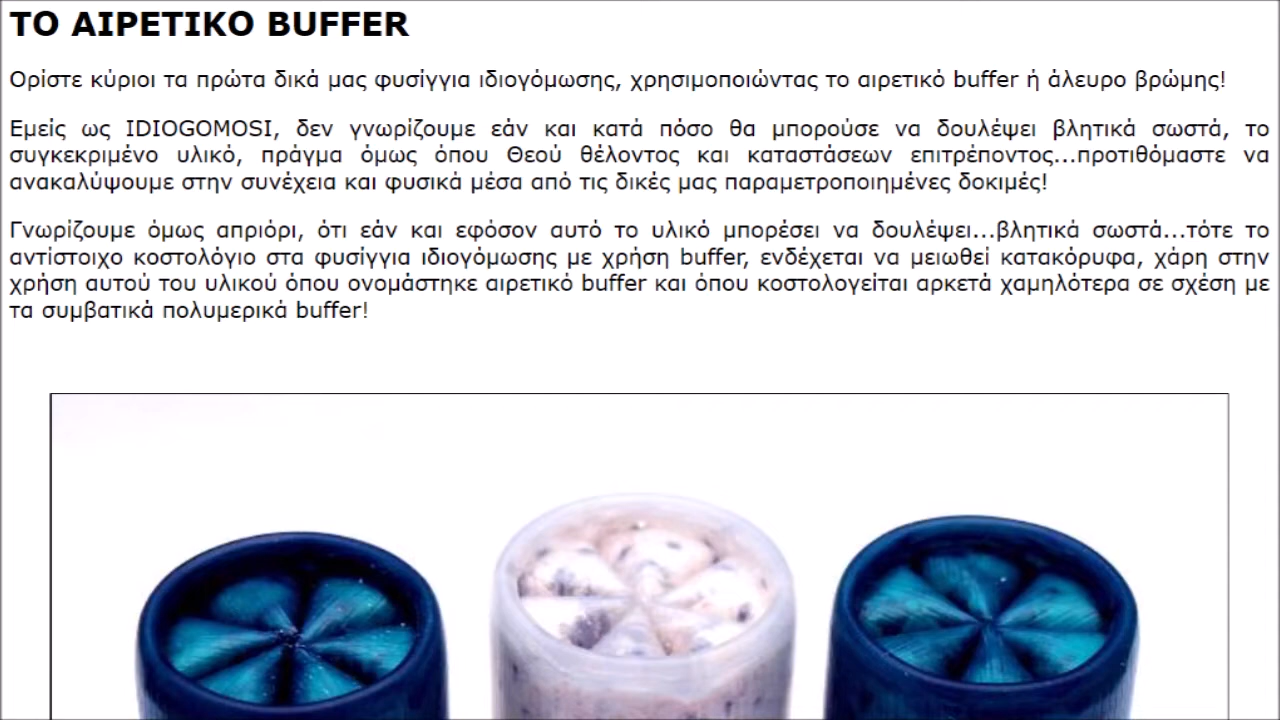 ΤΟ ΑΙΡΕΤΙΚΟ BUFFER
Ορίστε κύριοι τα πρώτα δικά μας φυσίγγια ιδιογόμωσης, χρησιμοποιώντας το αιρετικό buffer ή άλευρο βρώμης!
Εμείς ως IDIOGOMOSI, δεν γνωρίζουμε εάν και κατά πόσο θα μπορούσε να δουλέψει βλητικά σωστά, το
συγκεκριμένο υλικό, πράγμα όμως όπου Θεού θέλοντος και καταστάσεων επιτρέποντος...προτιθόμαστε να
ανακαλύψουμε στην συνέχεια και φυσικά μέσα από τις δικές μας παραμετροποιημένες δοκιμές!
Γνωρίζουμε όμως απριόρι, ότι εάν και εφόσον αυτό το υλικό μπορέσει να δουλέψει...βλητικά σωστά...τότε το
αντίστοιχο κοστολόγιο στα φυσίγγια ιδιογόμωσης με χρήση buffer, ενδέχεται να μειωθεί κατακόρυφα, χάρη στην
χρήση αυτού του υλικού όπου ονομάστηκε αιρετικό buffer και όπου κοστολογείται αρκετά χαμηλότερα σε σχέση με
τα συμβατικά πολυμερικά buffer!